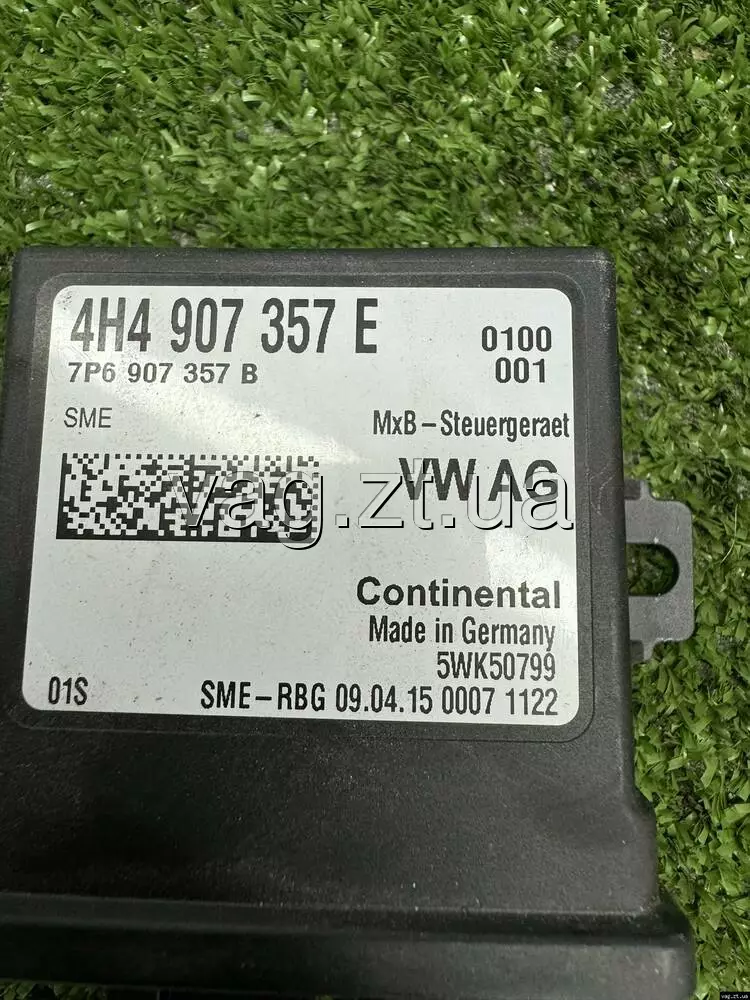 4H4 907 357 E
7P6 907 357 B
0100
001
SME
MxB-Steuergeraet
VW AG
vag.zt.ua
Continental
Made in Germany
5WK50799
01S
SME-RBG 09.04.15 0007 1122
vag.zt.ua